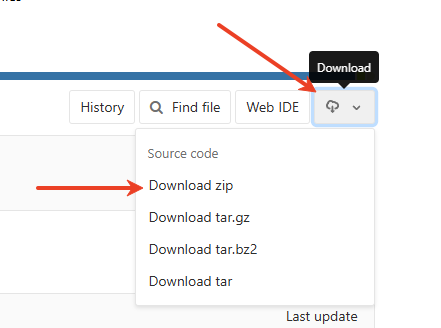 Download
History
Find file
Web IDE
Source code
Download zip
Download tar.gz
Download tar.bz2
Download tar
Last update